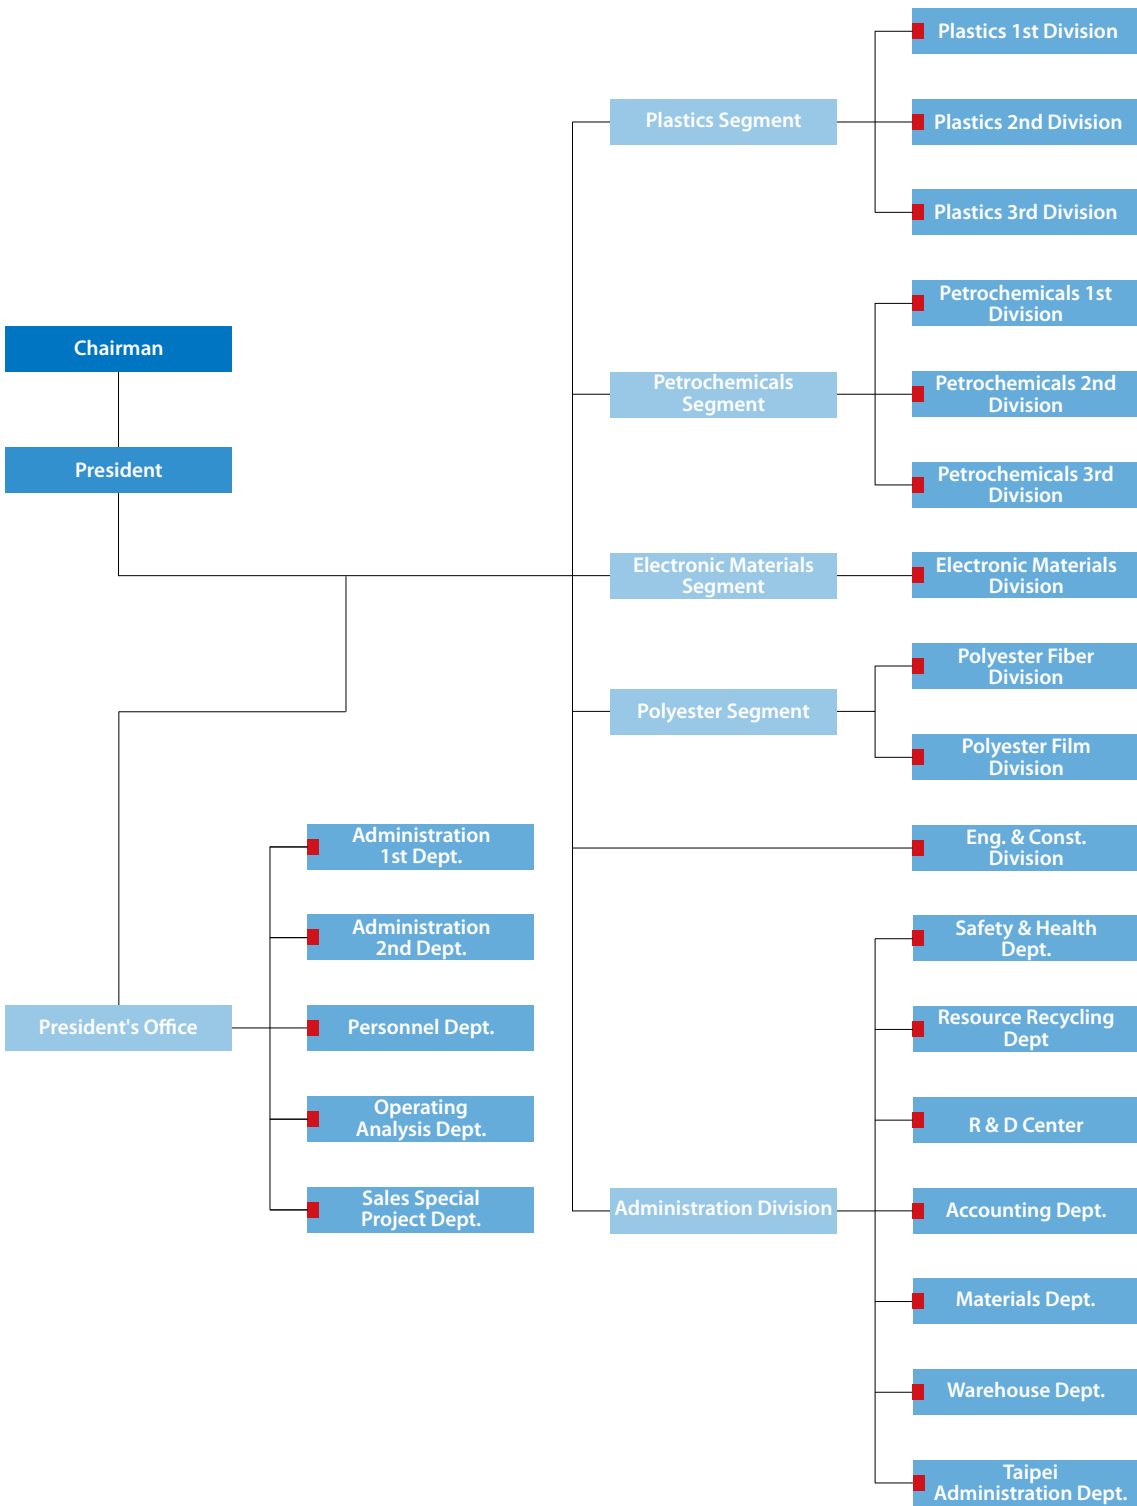 Chairman
President
President's Office
Administration
1st Dept.
Administration
2nd Dept.
Personnel Dept.
Operating
Analysis Dept.
Sales Special
Project Dept.
Plastics Segment
Plastics 1st Division
Plastics 2nd Division
Plastics 3rd Division
Petrochemicals
Segment
Petrochemicals 1st
Division
Petrochemicals 2nd
Division
Petrochemicals 3rd
Division
Electronic Materials
Segment
Electronic Materials
Division
Polyester Segment
Polyester Fiber
Division
Polyester Film
Division
Eng. & Const.
Division
Administration Division
Safety & Health
Dept.
Resource Recycling
Dept
R & D Center
Accounting Dept.
Materials Dept.
Warehouse Dept.
Taipei
Administration Dept.